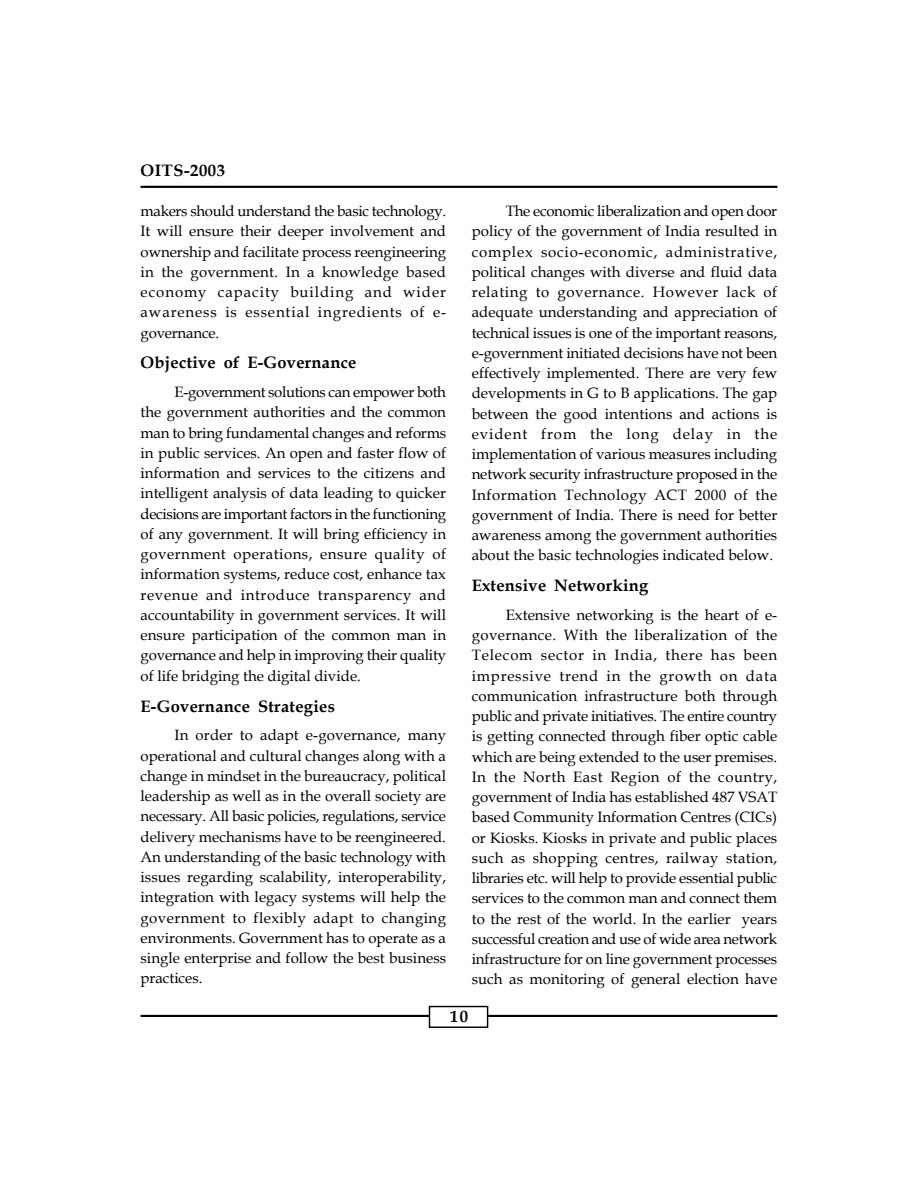 OITS-2003
makers should understand the basic technology.
It will ensure their deeper involvement and
ownership and facilitate process reengineering
in the government. In a knowledge based
economy capacity building and wider
awareness is essential ingredients of e-
governance.
Objective of E-Governance
E-government solutions can empower both
the government authorities and the common
man to bring fundamental changes and reforms
in public services. An open and faster flow of
information and services to the citizens and
intelligent analysis of data leading to quicker
decisions are important factors in the functioning
of any government. It will bring efficiency in
government operations, ensure quality of
information systems, reduce cost, enhance tax
revenue and introduce transparency and
accountability in government services. It will
ensure participation of the common man in
governance and help in improving their quality
of life bridging the digital divide.
E-Governance Strategies
In order to adapt e-governance, many
operational and cultural changes along with a
change in mindset in the bureaucracy, political
leadership as well as in the overall society are
necessary. All basic policies, regulations, service
delivery mechanisms have to be reengineered.
An understanding of the basic technology with
issues regarding scalability, interoperability,
integration with legacy systems will help the
government to flexibly adapt to changing
environments. Government has to operate as a
single enterprise and follow the best business
practices.
The economic liberalization and open door
policy of the government of India resulted in
complex socio-economic, administrative,
political changes with diverse and fluid data
relating to governance. However lack of
adequate understanding and appreciation of
technical issues is one of the important reasons,
e-government initiated decisions have not been
effectively implemented. There are very few
developments in G to B applications. The gap
between the good intentions and actions is
evident from the long delay in the
implementation of various measures including
network security infrastructure proposed in the
Information Technology ACT 2000 of the
government of India. There is need for better
awareness among the government authorities
about the basic technologies indicated below.
Extensive Networking
Extensive networking is the heart of e-
governance. With the liberalization of the
Telecom sector in India, there has been
impressive trend in the growth on data
communication infrastructure both through
public and private initiatives. The entire country
is getting connected through fiber optic cable
which are being extended to the user premises.
In the North East Region of the country,
government of India has established 487 VSAT
based Community Information Centres (CICs)
or Kiosks. Kiosks in private and public places
such as shopping centres, railway station,
libraries etc. will help to provide essential public
services to the common man and connect them
to the rest of the world. In the earlier years
successful creation and use of wide area network
infrastructure for on line government processes
such as monitoring of general election have
10